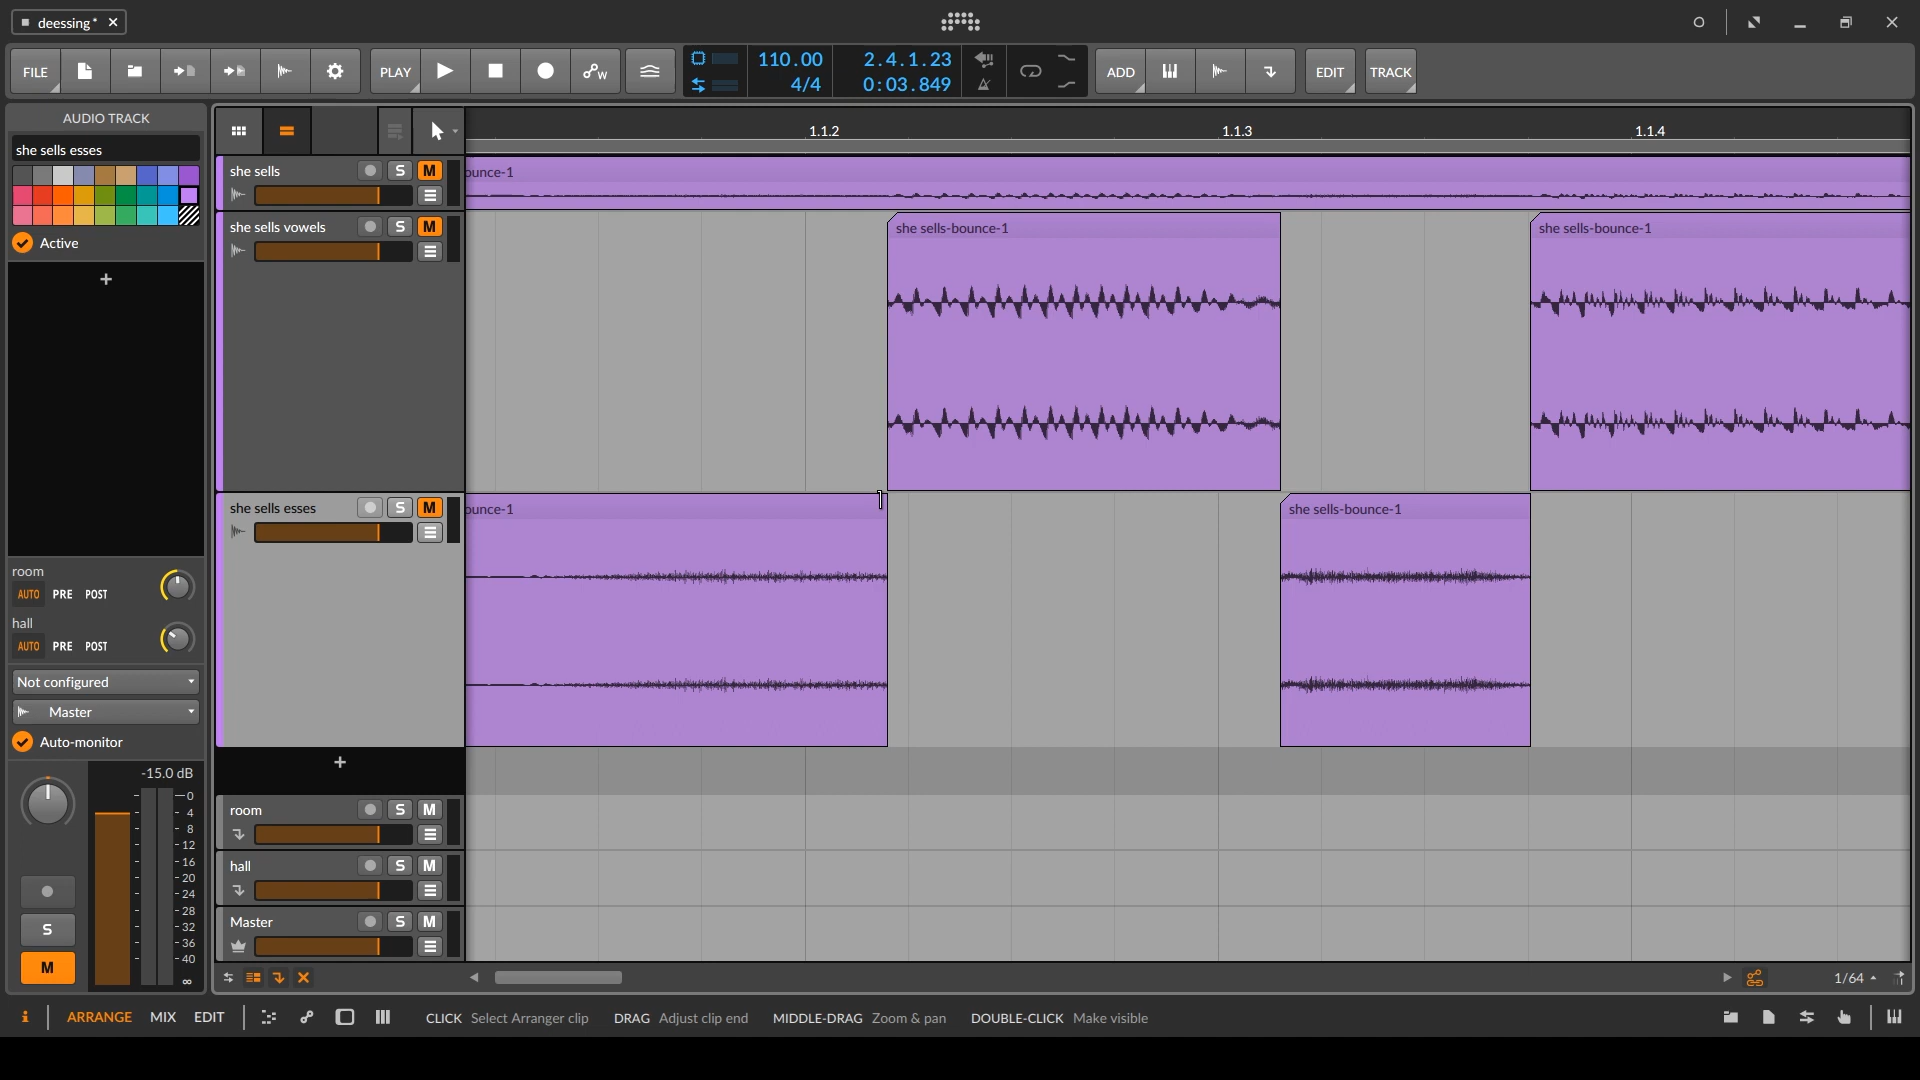 deessing*
FILE
PLAY
110.00
4/4
2.4.1.23
0:03.849
ADD
EDIT
TRACK
AUDIO TRACK
she sells esses
Active
+
room
AUTO PRE POST
hall
AUTO PRE POST
Not configured
Master
Auto-monitor
-15.0 dB
0
4
8
12
16
20
24
28
32
36
40
∞
S
M
1.1.2
1.1.3
1.1.4
she sells S M
ounce-1
she sells vowels S M
she sells-bounce-1
she sells-bounce-1
she sells esses S M
ounce-1
she sells-bounce-1
+
room S M
hall S M
Master S M
1/64
i
ARRANGE MIX EDIT
CLICK Select Arranger clip DRAG Adjust clip end MIDDLE-DRAG Zoom & pan DOUBLE-CLICK Make visible